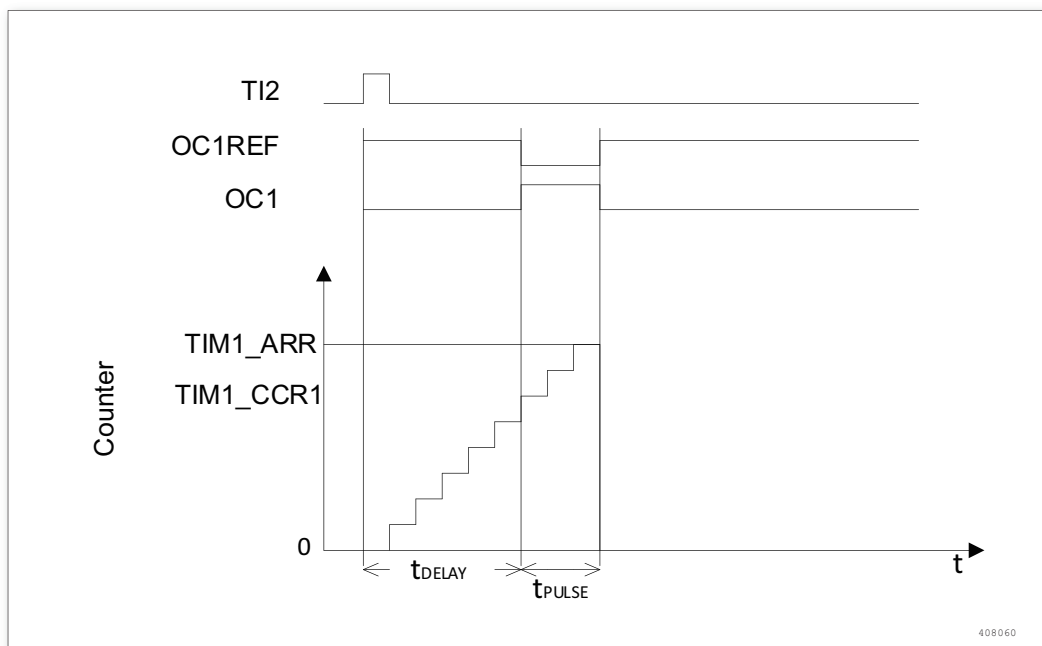 TI2
OC1REF
OC1
TIM1_ARR
TIM1_CCR1
Counter
0
t
tDELAY
tPULSE
408060